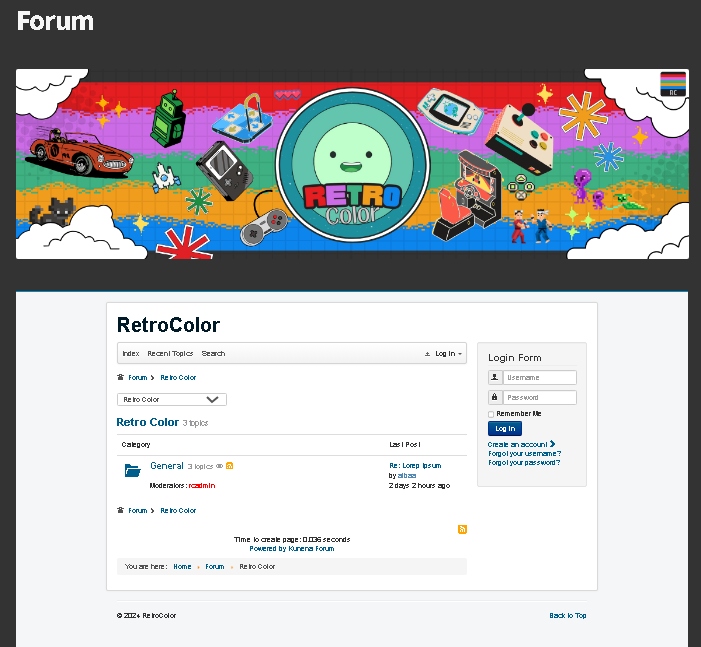 Forum
RC
RETRO
color
RetroColor
Index Recent Topics Search Log in
Forum Retro Color
Retro Color
Retro Color 3 topics
Category Last Post
General 3 topics Re: Lorep Ipsum
by albaa
Moderators: rcadmin 2 days 2 hours ago
Forum Retro Color
Time to create page: 0.036 seconds
Powered by Kunena Forum
You are here: Home Forum Retro Color
Login Form
Username
Password
Remember Me
Log in
Create an account
Forgot your username?
Forgot your password?
© 2024 RetroColor Back to Top